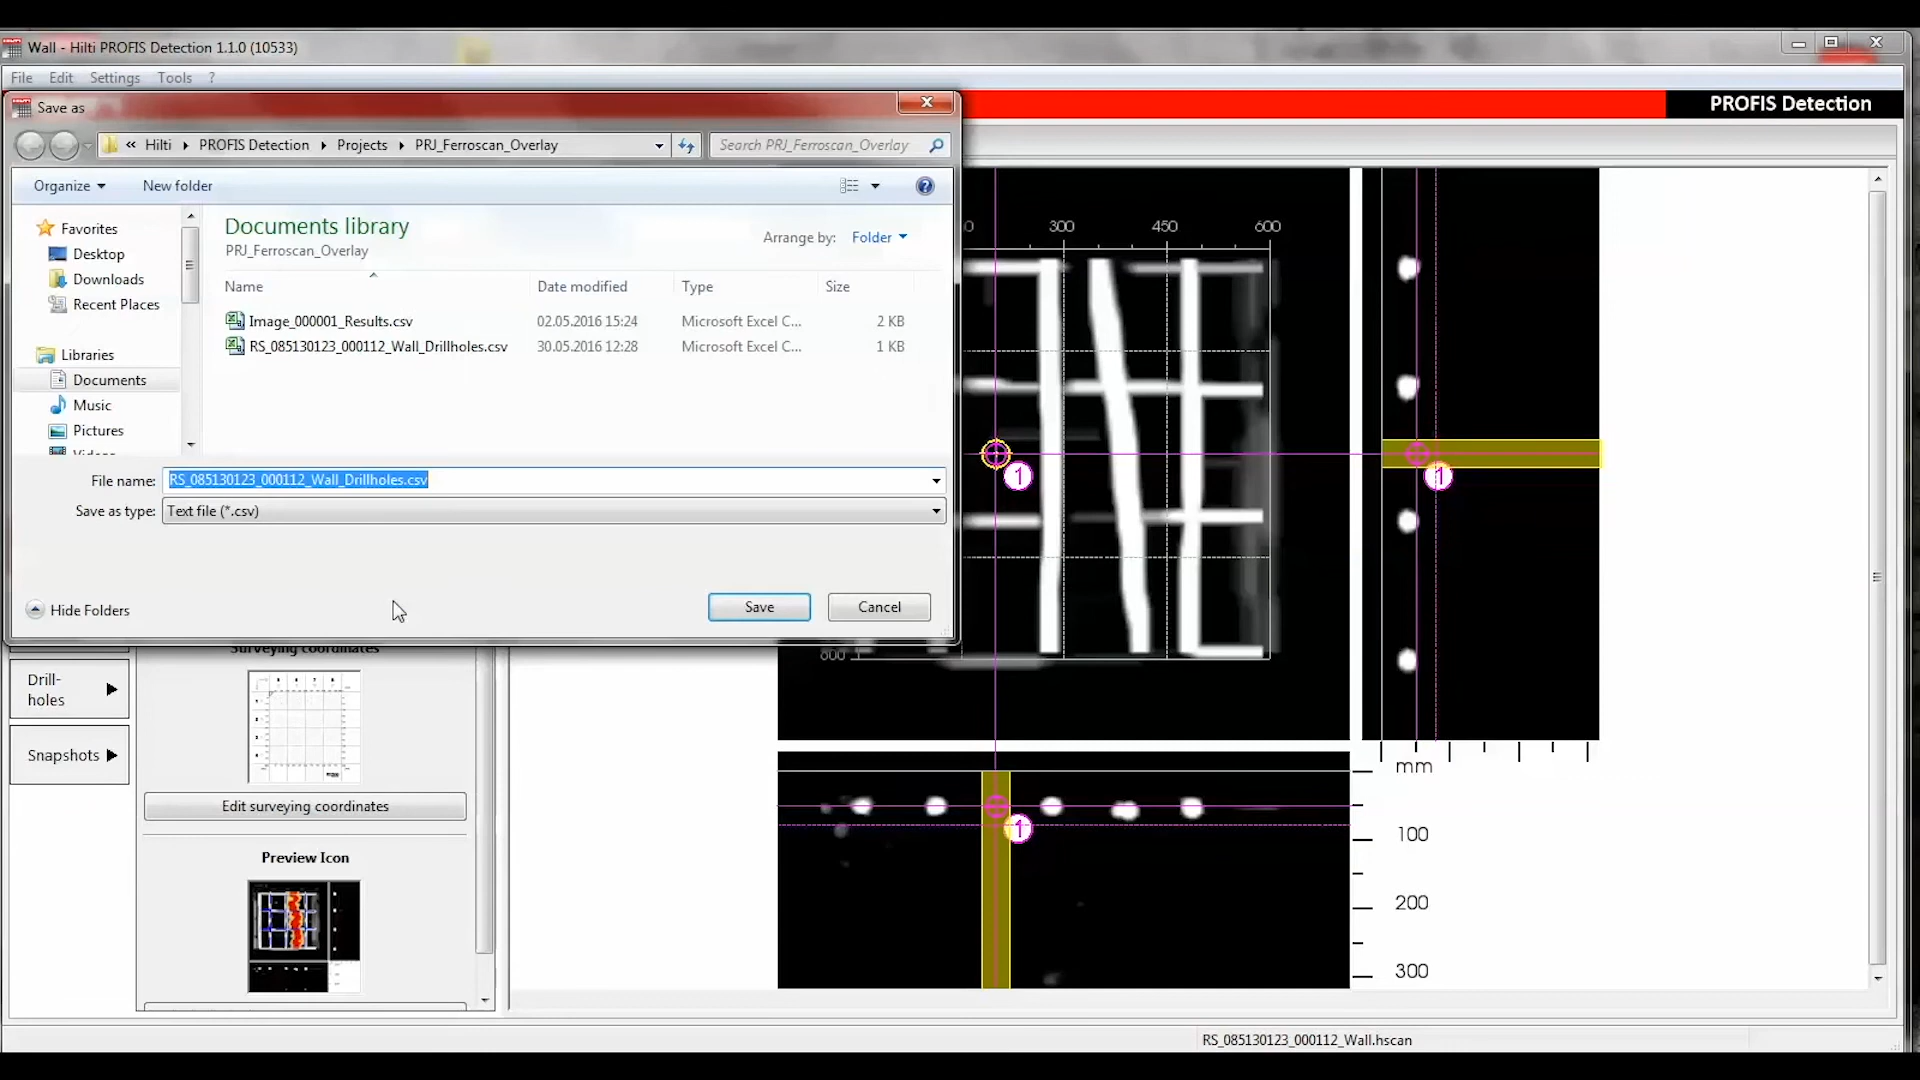 Wall - Hilti PROFIS Detection 1.1.0 (10533)
File Edit Settings Tools ?
PROFIS Detection
Save as
« Hilti PROFIS Detection Projects PRJ_Ferroscan_Overlay
Search PRJ_Ferroscan_Overlay
Organize New folder
Favorites
Desktop
Downloads
Recent Places
Libraries
Documents
Music
Pictures
Documents library
PRJ_Ferroscan_Overlay
Arrange by: Folder
Name Date modified Type Size
Image_000001_Results.csv 02.05.2016 15:24 Microsoft Excel C... 2 KB
RS_085130123_000112_Wall_Drillholes.csv 30.05.2016 12:28 Microsoft Excel C... 1 KB
File name: RS_085130123_000112_Wall_Drillholes.csv
Save as type: Text file (*.csv)
Hide Folders
Save Cancel
300 450 600
1
1
Surveying coordinates
Drill-
holes
Snapshots
Edit surveying coordinates
Preview Icon
1
mm
100
200
300
RS_085130123_000112_Wall.hscan